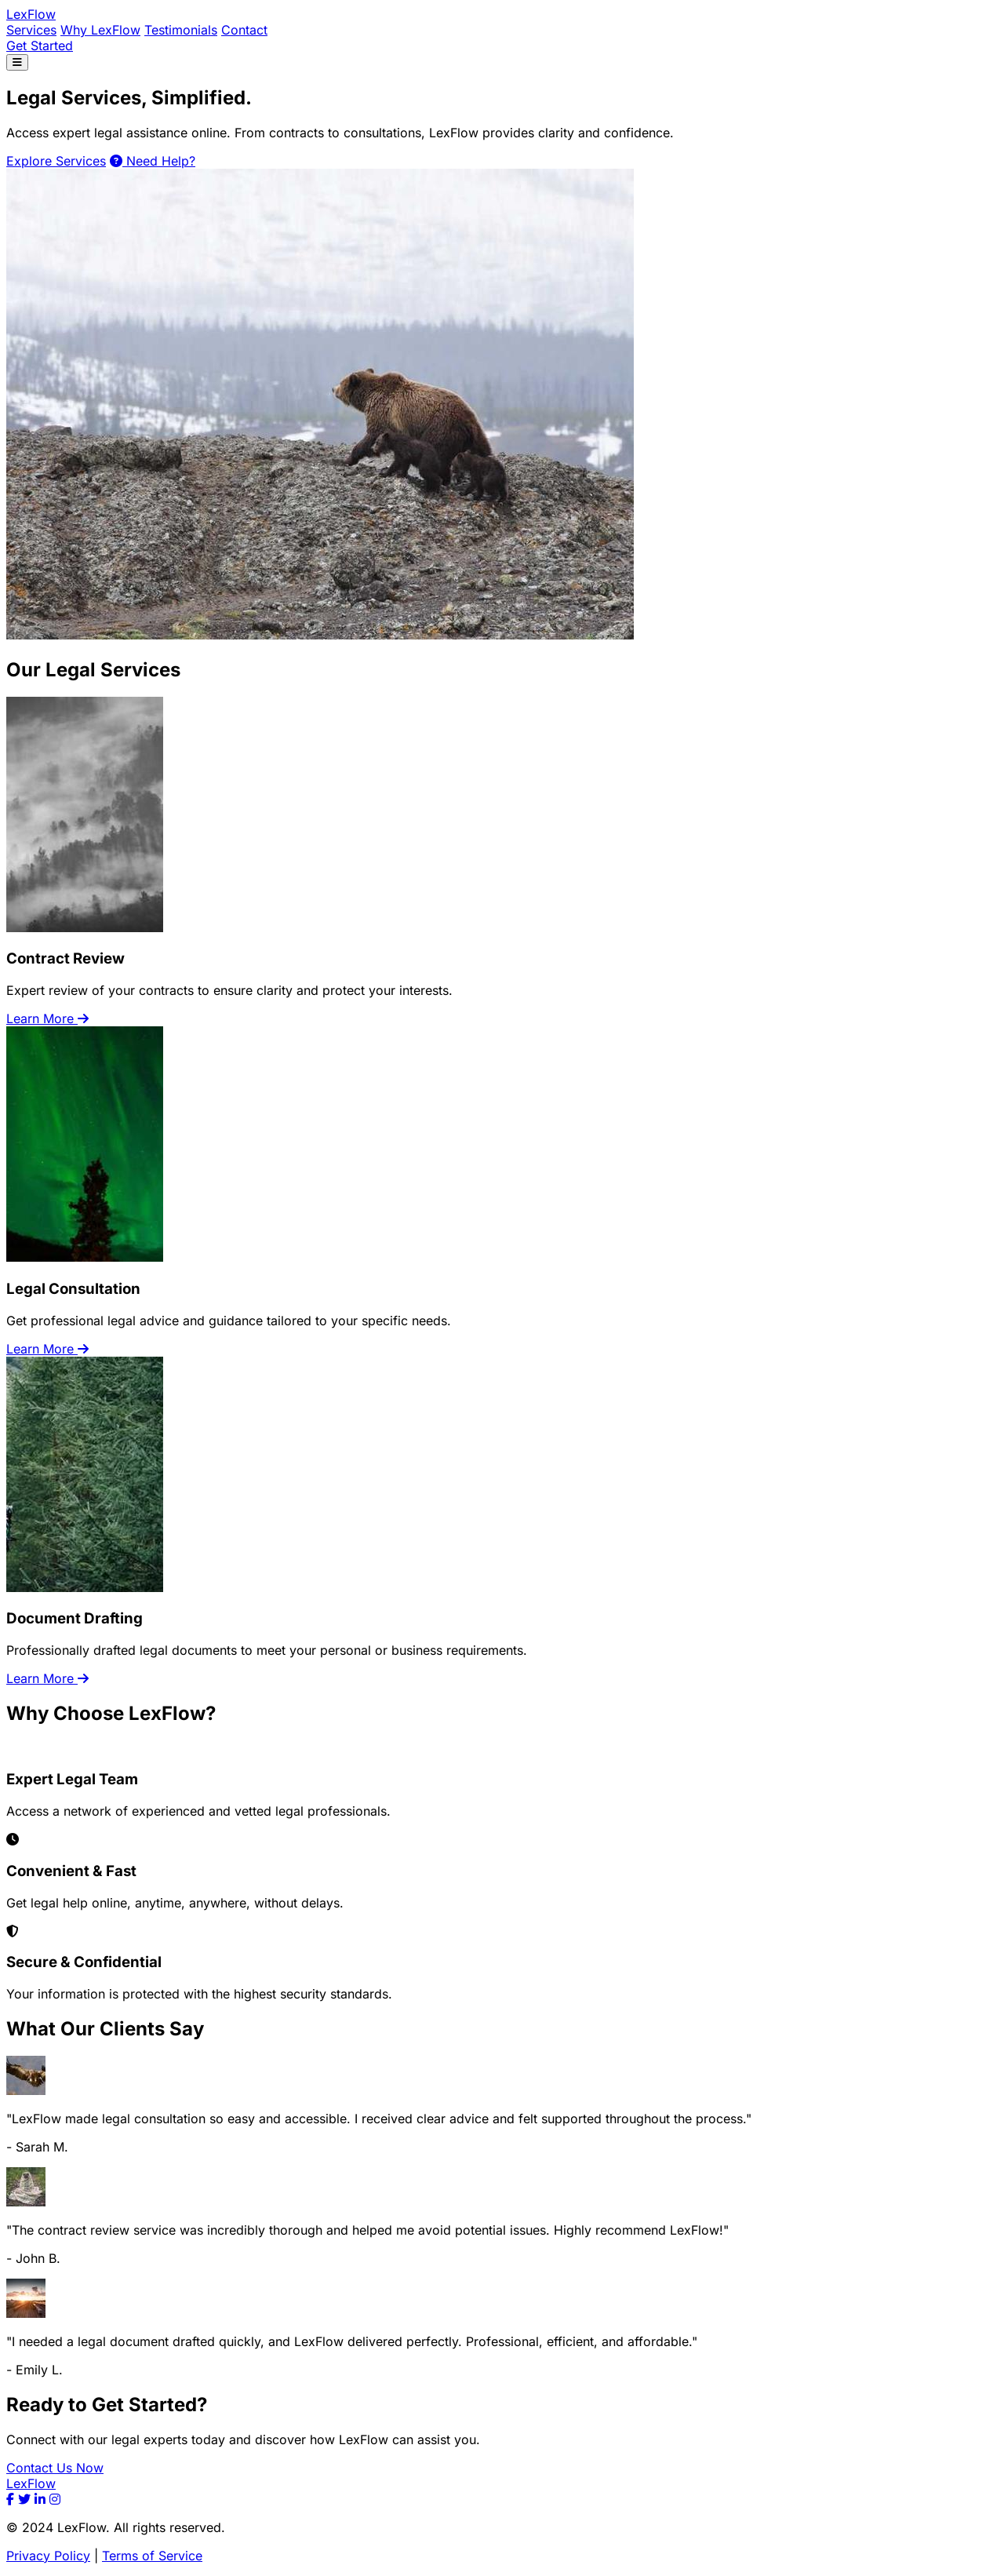 LexFlow
Services Why LexFlow Testimonials Contact
Get Started
Legal Services, Simplified.
Access expert legal assistance online. From contracts to consultations, LexFlow provides clarity and confidence.
Explore Services Need Help?
Our Legal Services
Contract Review
Expert review of your contracts to ensure clarity and protect your interests.
Learn More
Legal Consultation
Get professional legal advice and guidance tailored to your specific needs.
Learn More
Document Drafting
Professionally drafted legal documents to meet your personal or business requirements.
Learn More
Why Choose LexFlow?
Expert Legal Team
Access a network of experienced and vetted legal professionals.
Convenient & Fast
Get legal help online, anytime, anywhere, without delays.
Secure & Confidential
Your information is protected with the highest security standards.
What Our Clients Say
"LexFlow made legal consultation so easy and accessible. I received clear advice and felt supported throughout the process."
- Sarah M.
"The contract review service was incredibly thorough and helped me avoid potential issues. Highly recommend LexFlow!"
- John B.
"I needed a legal document drafted quickly, and LexFlow delivered perfectly. Professional, efficient, and affordable."
- Emily L.
Ready to Get Started?
Connect with our legal experts today and discover how LexFlow can assist you.
Contact Us Now
LexFlow
© 2024 LexFlow. All rights reserved.
Privacy Policy | Terms of Service